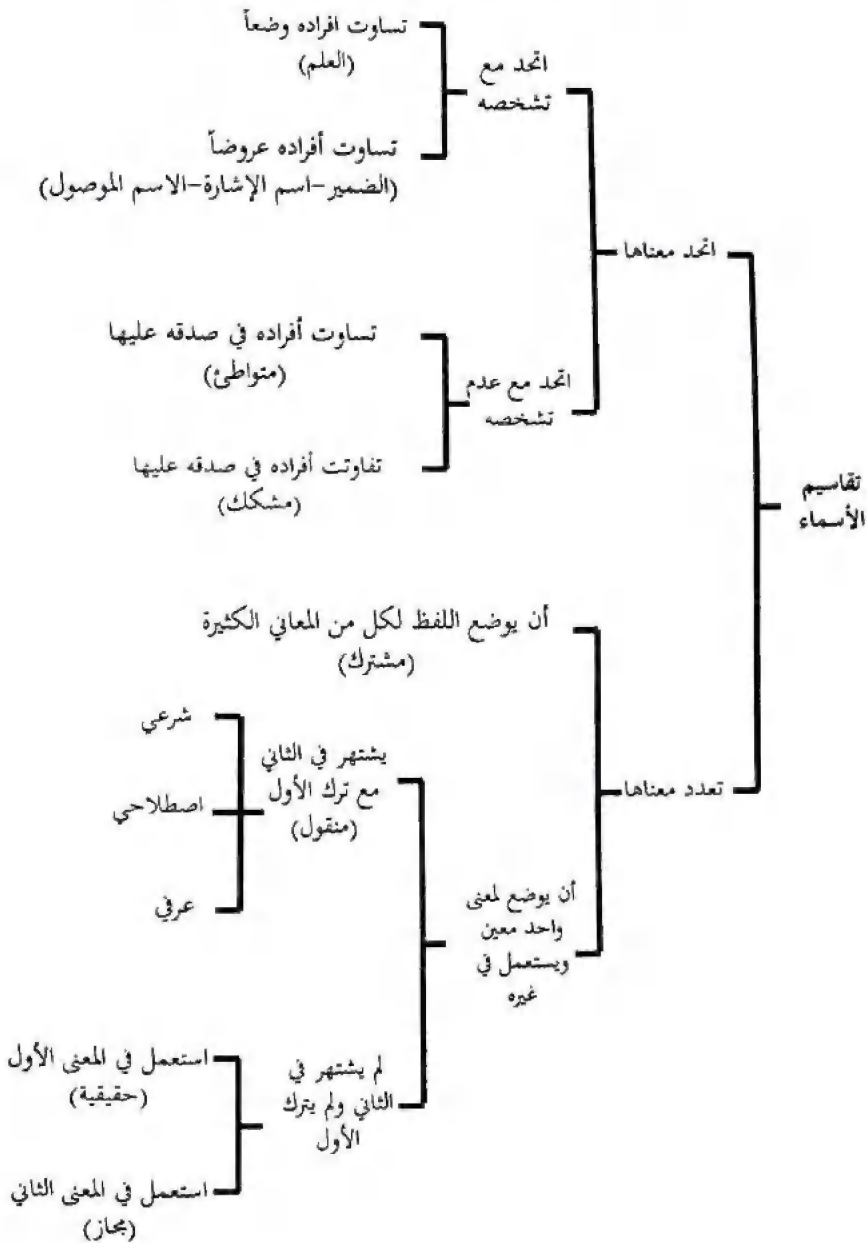 تقاسيم
الأسماء
اتحد معناها
اتحد مع
تشخصه
تساوت افراده وضعاً
(العلم)
تساوت أفراده عروضاً
(الضمير-اسم الإشارة-الاسم الموصول)
اتحد مع عدم
تشخصه
تساوت أفراده في صدقه عليها
(متواطئ)
تفاوتت أفراده في صدقه عليها
(مشكك)
تعدد معناها
أن يوضع اللفظ لكل من المعاني الكثيرة
(مشترك)
أن يوضع لمعنى
واحد معين
ويستعمل في
غيره
يشتهر في الثاني
مع ترك الأول
(منقول)
شرعي
اصطلاحي
عرفي
لم يشتهر في
الثاني ولم يترك
الأول
استعمل في المعنى الأول
(حقيقية)
استعمل في المعنى الثاني
(مجاز)